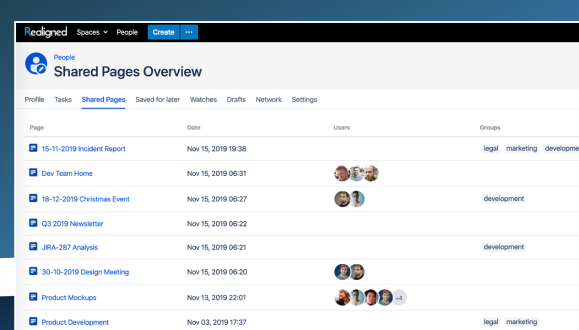 Realigned Spaces People Create ...
People
Shared Pages Overview
Profile Tasks Shared Pages Saved for later Watches Drafts Network Settings
Page Date Users Groups
15-11-2019 Incident Report Nov 15, 2019 19:38 legal marketing developme
Dev Team Home Nov 15, 2019 06:31
18-12-2019 Christmas Event Nov 15, 2019 06:27 development
Q3 2019 Newsletter Nov 15, 2019 06:22
JIRA-287 Analysis Nov 15, 2019 06:21 development
30-10-2019 Design Meeting Nov 15, 2019 06:20
Product Mockups Nov 13, 2019 22:01 +4
Product Development Nov 03, 2019 17:37 legal marketing